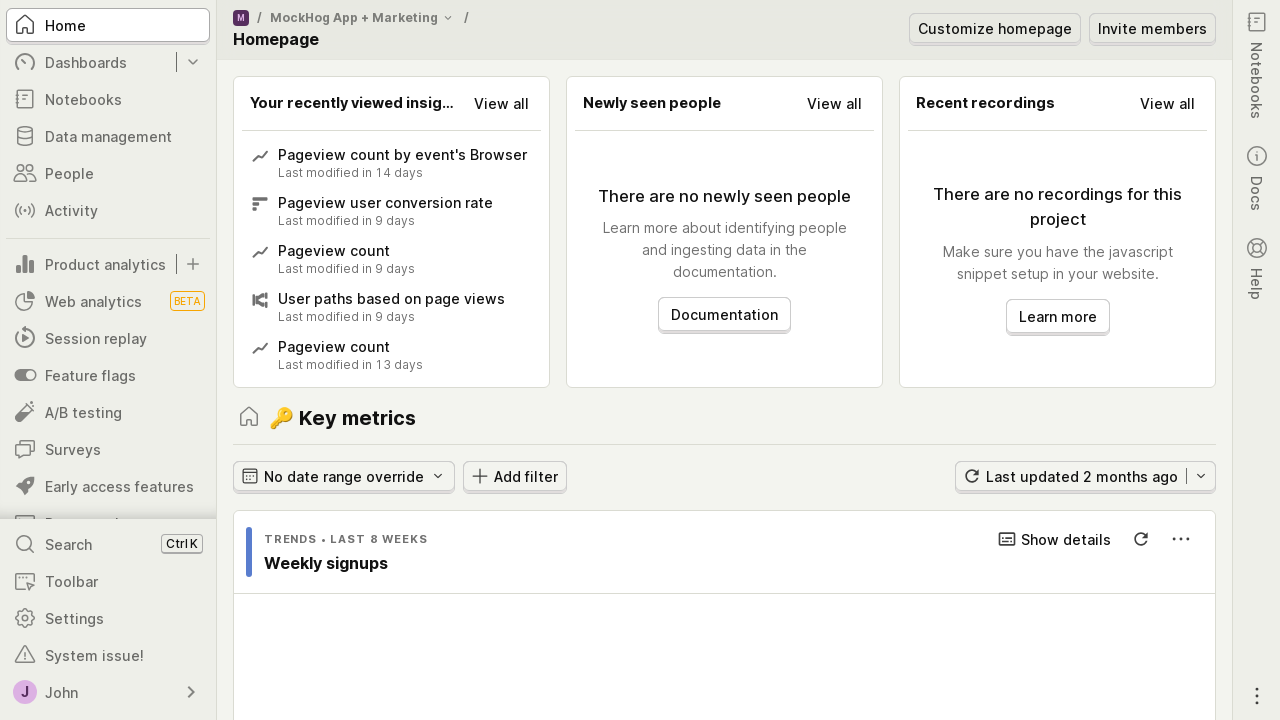 Home
Dashboards
Notebooks
Data management
People
Activity
Product analytics
Web analytics
BETA
Session replay
Feature flags
A/B testing
Surveys
Early access features
Search
Ctrl K
Toolbar
Settings
System issue!
J
John
M / MockHog App + Marketing /
Homepage
Customize homepage
Invite members
Your recently viewed insig...
View all
Pageview count by event's Browser
Last modified in 14 days
Pageview user conversion rate
Last modified in 9 days
Pageview count
Last modified in 9 days
User paths based on page views
Last modified in 9 days
Pageview count
Last modified in 13 days
Newly seen people
View all
There are no newly seen people
Learn more about identifying people
and ingesting data in the
documentation.
Documentation
Recent recordings
View all
There are no recordings for this
project
Make sure you have the javascript
snippet setup in your website.
Learn more
🔑 Key metrics
No date range override
Add filter
Last updated 2 months ago
TRENDS • LAST 8 WEEKS
Weekly signups
Show details
Notebooks
Docs
Help